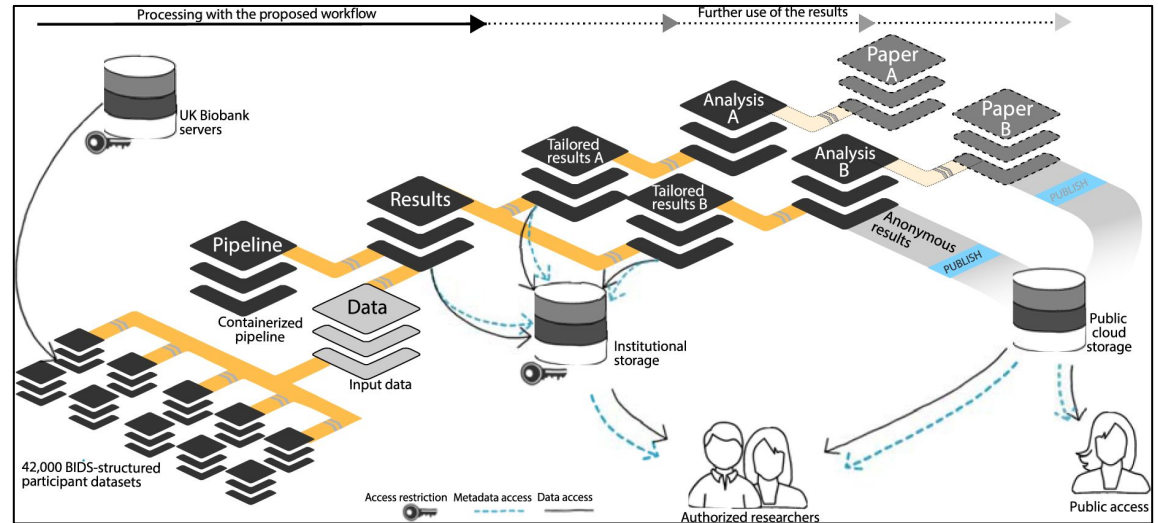 Processing with the proposed workflow
Further use of the results
UK Biobank
servers
Paper
A
Paper
B
Analysis
A
Analysis
B
Tailored
results A
Tailored
results B
Results
Pipeline
Containerized
pipeline
Data
Input data
Anonymous
results
PUBLISH
PUBLISH
Institutional
storage
Public
cloud
storage
42,000 BIDS-structured
participant datasets
Access restriction Metadata access Data access
Authorized researchers
Public access